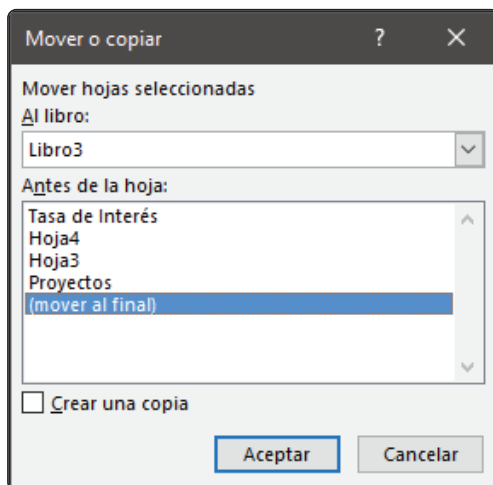 Mover o copiar ? ×
Mover hojas seleccionadas
Al libro:
Libro3
Antes de la hoja:
Tasa de Interés
Hoja4
Hoja3
Proyectos
(mover al final)
Crear una copia
Aceptar Cancelar